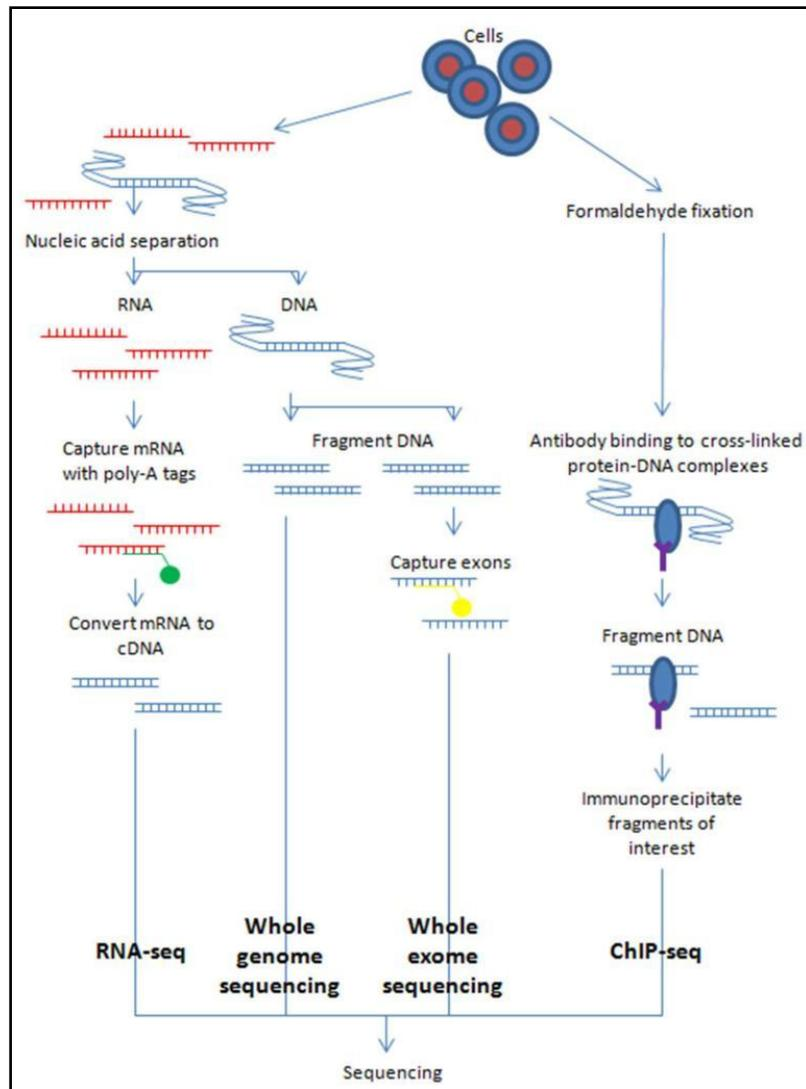 Cells
Formaldehyde fixation
Nucleic acid separation
RNA
DNA
Capture mRNA
with poly-A tags
Fragment DNA
Antibody binding to cross-linked
protein-DNA complexes
Capture exons
Convert mRNA to
cDNA
Fragment DNA
Immunoprecipitate
fragments of
interest
RNA-seq
Whole
genome
sequencing
Whole
exome
sequencing
ChIP-seq
Sequencing